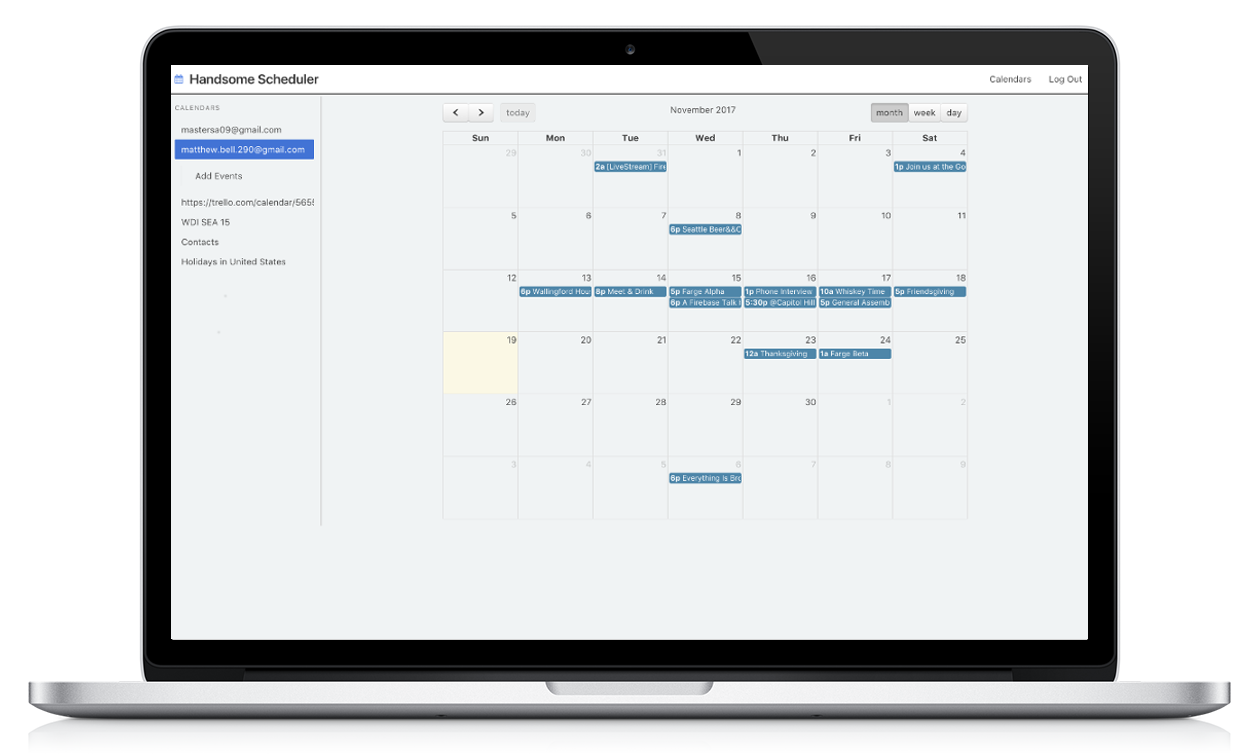 Handsome Scheduler
Calendars Log Out
CALENDARS
mastersa09@gmail.com
matthew.bell.290@gmail.com
Add Events
https://trello.com/calendar/565
WDI SEA 15
Contacts
Holidays in United States
< > today November 2017 month week day
Sun Mon Tue Wed Thu Fri Sat
29 30 31 1 2 3 4
2a [LiveStream] Fir 1p Join us at the Go
5 6 7 8 9 10 11
6p Seattle Beer&&C
12 13 14 15 16 17 18
6p Wallingford Hou 8p Meet & Drink 5p Farge Alpha 1p Phone Interview 10a Whiskey Time 5p Friendsgiving
6p A Firebase Talk 5:30p @Capitol Hill 5p General Assemb
19 20 21 22 23 24 25
12a Thanksgiving 1a Farge Beta
26 27 28 29 30 1 2
3 4 5 6 7 8 9
6p Everything Is Bro